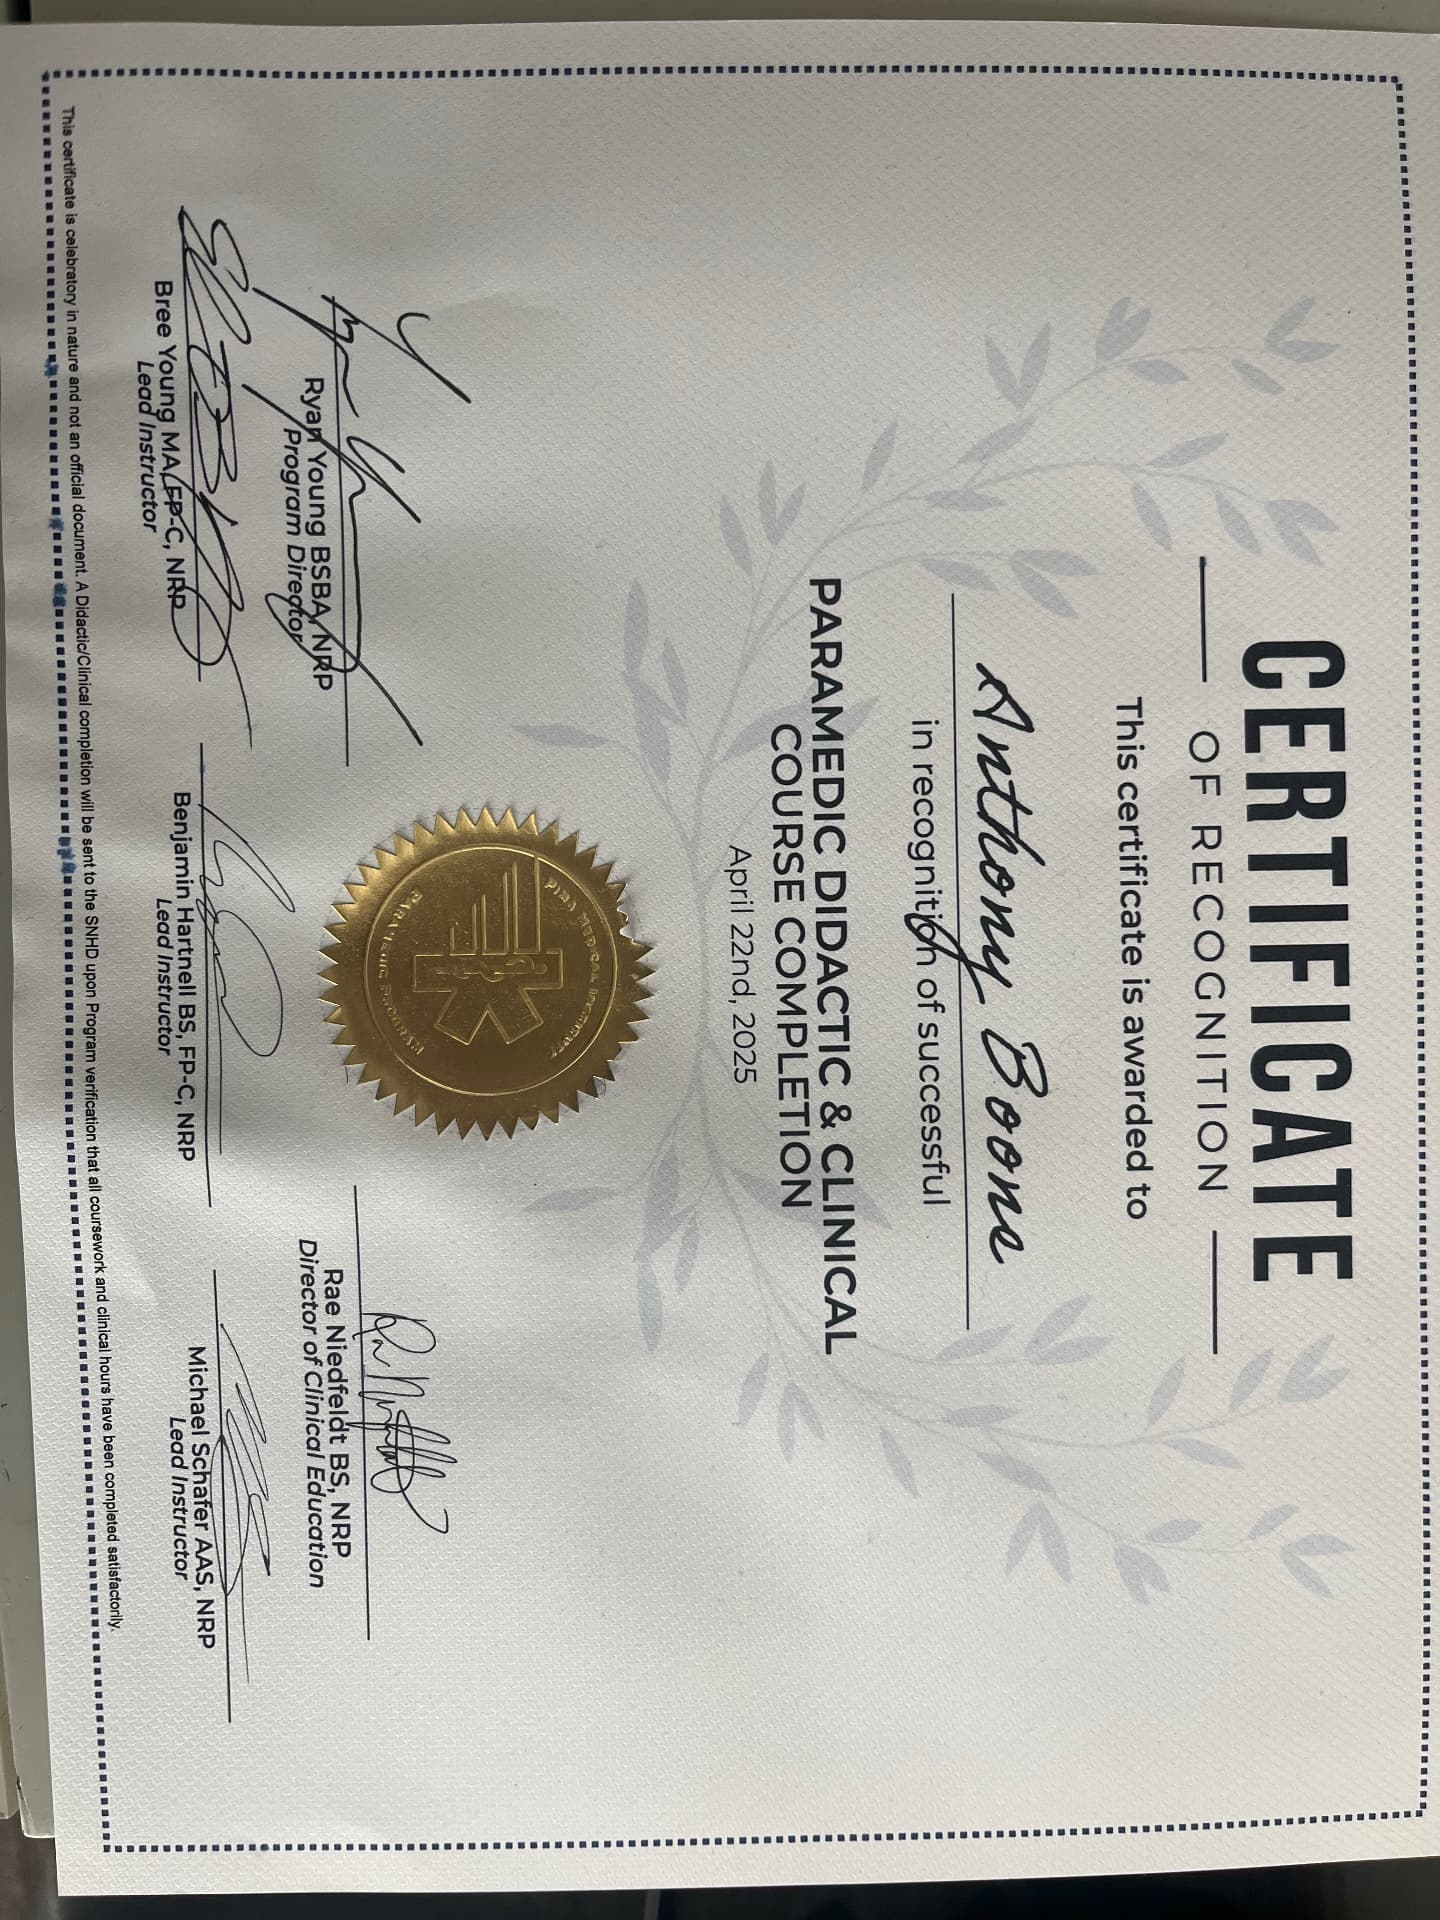 CERTIFICATE
OF RECOGNITION
This certificate is awarded to
Anthony Boone
in recognition of successful
PARAMEDIC DIDACTIC & CLINICAL
COURSE COMPLETION
April 22nd, 2025
PIMA MEDICAL INSTITUTE
PARAMEDIC PROGRAM
Ryan Young BSBA, NRP
Program Director
Rae Niedfeldt BS, NRP
Director of Clinical Education
Bree Young MA, FP-C, NRP
Lead Instructor
Benjamin Hartnell BS, FP-C, NRP
Lead Instructor
Michael Schafer AAS, NRP
Lead Instructor
This certificate is celebratory in nature and not an official document. A Didactic/Clinical completion will be sent to the SNHD upon Program verification that all coursework and clinical hours have been completed satisfactorily.